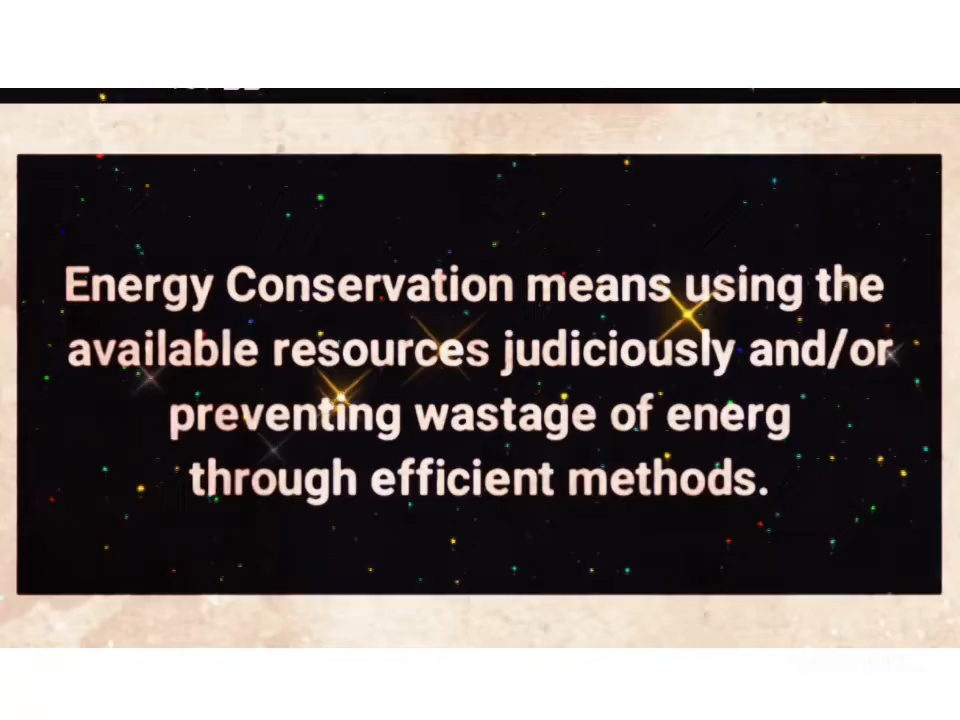 Energy Conservation means using the
available resources judiciously and/or
preventing wastage of energ
through efficient methods.